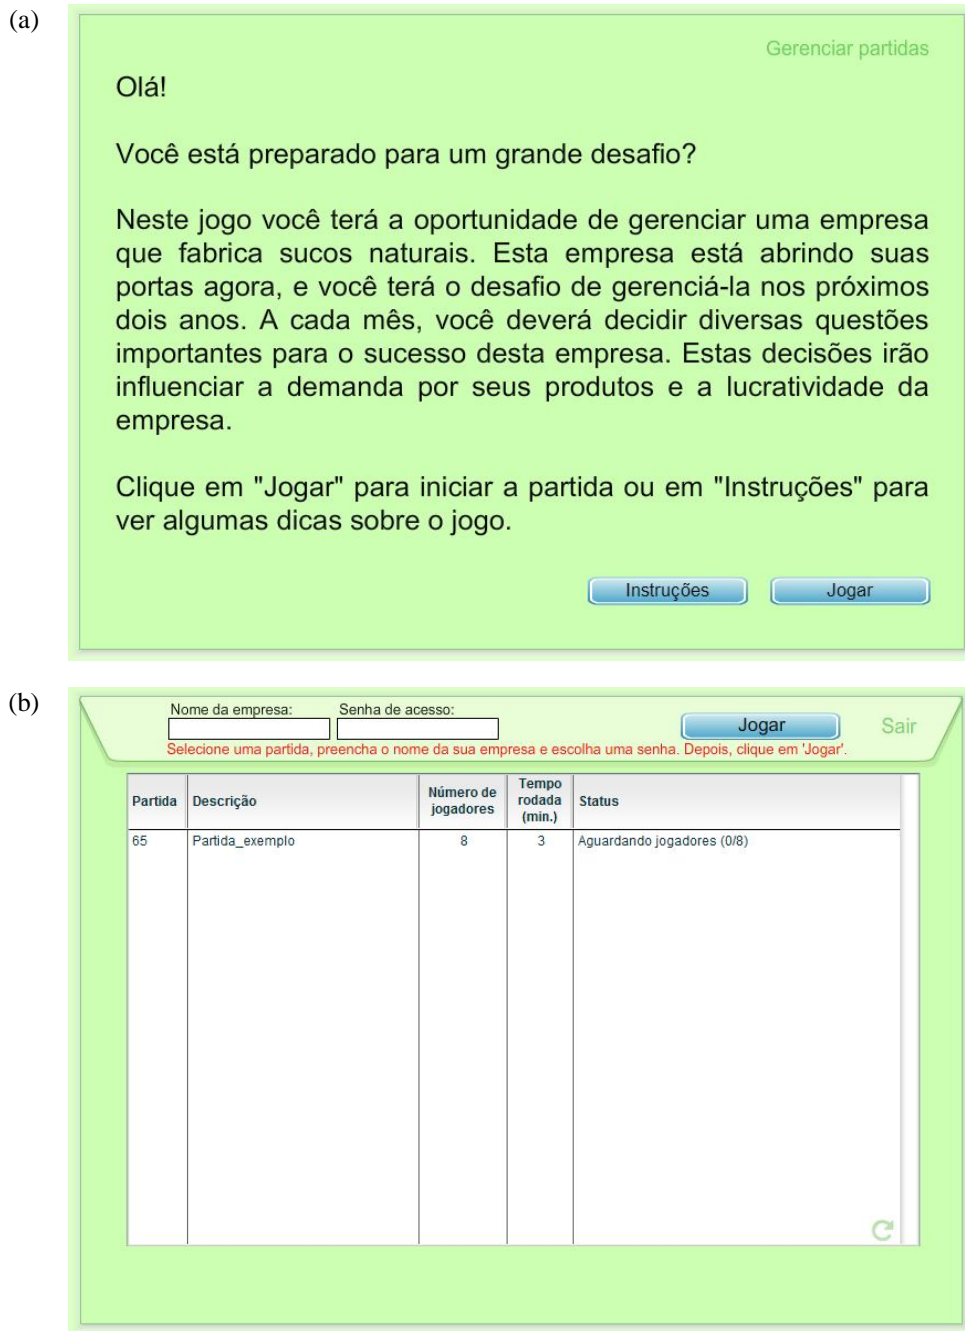 (a)
Gerenciar partidas
Olá!
Você está preparado para um grande desafio?
Neste jogo você terá a oportunidade de gerenciar uma empresa
que fabrica sucos naturais. Esta empresa está abrindo suas
portas agora, e você terá o desafio de gerenciá-la nos próximos
dois anos. A cada mês, você deverá decidir diversas questões
importantes para o sucesso desta empresa. Estas decisões irão
influenciar a demanda por seus produtos e a lucratividade da
empresa.
Clique em "Jogar" para iniciar a partida ou em "Instruções" para
ver algumas dicas sobre o jogo.
Instruções Jogar
(b)
Nome da empresa: Senha de acesso:
Jogar Sair
Selecione uma partida, preencha o nome da sua empresa e escolha uma senha. Depois, clique em 'Jogar'.
Partida Descrição Número de jogadores Tempo rodada (min.) Status
65 Partida_exemplo 8 3 Aguardando jogadores (0/8)